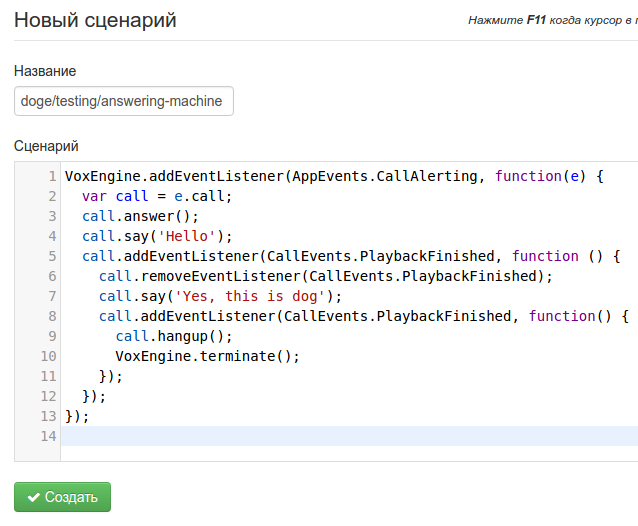 Новый сценарий
Нажмите F11 когда курсор в
Название
doge/testing/answering-machine
Сценарий
1 VoxEngine.addEventListener(AppEvents.CallAlerting, function(e) {
2   var call = e.call;
3   call.answer();
4   call.say('Hello');
5   call.addEventListener(CallEvents.PlaybackFinished, function () {
6     call.removeEventListener(CallEvents.PlaybackFinished);
7     call.say('Yes, this is dog');
8     call.addEventListener(CallEvents.PlaybackFinished, function() {
9       call.hangup();
10       VoxEngine.terminate();
11     });
12   });
13 });
14
Создать